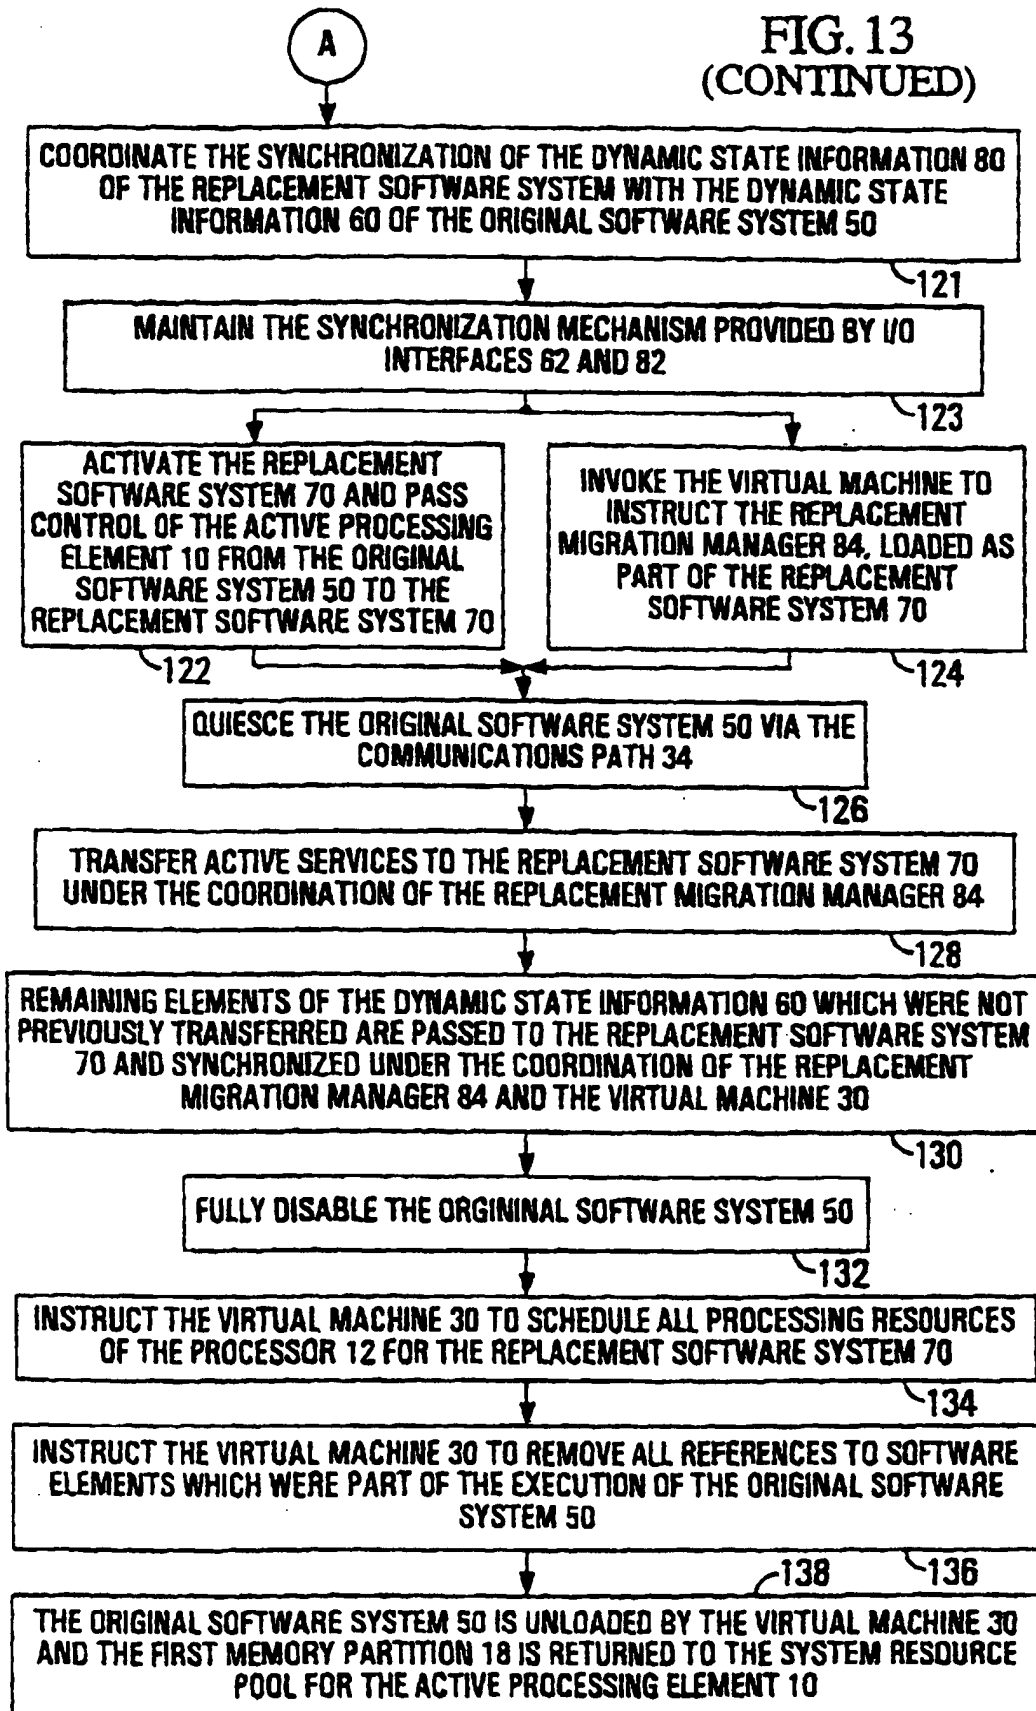 A
FIG. 13
(CONTINUED)
COORDINATE THE SYNCHRONIZATION OF THE DYNAMIC STATE INFORMATION 80
OF THE REPLACEMENT SOFTWARE SYSTEM WITH THE DYNAMIC STATE
INFORMATION 60 OF THE ORIGINAL SOFTWARE SYSTEM 50
121
MAINTAIN THE SYNCHRONIZATION MECHANISM PROVIDED BY I/O
INTERFACES 62 AND 82
123
ACTIVATE THE REPLACEMENT
SOFTWARE SYSTEM 70 AND PASS
CONTROL OF THE ACTIVE PROCESSING
ELEMENT 10 FROM THE ORIGINAL
SOFTWARE SYSTEM 50 TO THE
REPLACEMENT SOFTWARE SYSTEM 70
122
INVOKE THE VIRTUAL MACHINE TO
INSTRUCT THE REPLACEMENT
MIGRATION MANAGER 84, LOADED AS
PART OF THE REPLACEMENT
SOFTWARE SYSTEM 70
124
QUIESCE THE ORIGINAL SOFTWARE SYSTEM 50 VIA THE
COMMUNICATIONS PATH 34
126
TRANSFER ACTIVE SERVICES TO THE REPLACEMENT SOFTWARE SYSTEM 70
UNDER THE COORDINATION OF THE REPLACEMENT MIGRATION MANAGER 84
128
REMAINING ELEMENTS OF THE DYNAMIC STATE INFORMATION 60 WHICH WERE NOT
PREVIOUSLY TRANSFERRED ARE PASSED TO THE REPLACEMENT SOFTWARE SYSTEM
70 AND SYNCHRONIZED UNDER THE COORDINATION OF THE REPLACEMENT
MIGRATION MANAGER 84 AND THE VIRTUAL MACHINE 30
130
FULLY DISABLE THE ORGININAL SOFTWARE SYSTEM 50
132
INSTRUCT THE VIRTUAL MACHINE 30 TO SCHEDULE ALL PROCESSING RESOURCES
OF THE PROCESSOR 12 FOR THE REPLACEMENT SOFTWARE SYSTEM 70
134
INSTRUCT THE VIRTUAL MACHINE 30 TO REMOVE ALL REFERENCES TO SOFTWARE
ELEMENTS WHICH WERE PART OF THE EXECUTION OF THE ORIGINAL SOFTWARE
SYSTEM 50
136
138
THE ORIGINAL SOFTWARE SYSTEM 50 IS UNLOADED BY THE VIRTUAL MACHINE 30
AND THE FIRST MEMORY PARTITION 18 IS RETURNED TO THE SYSTEM RESOURCE
POOL FOR THE ACTIVE PROCESSING ELEMENT 10